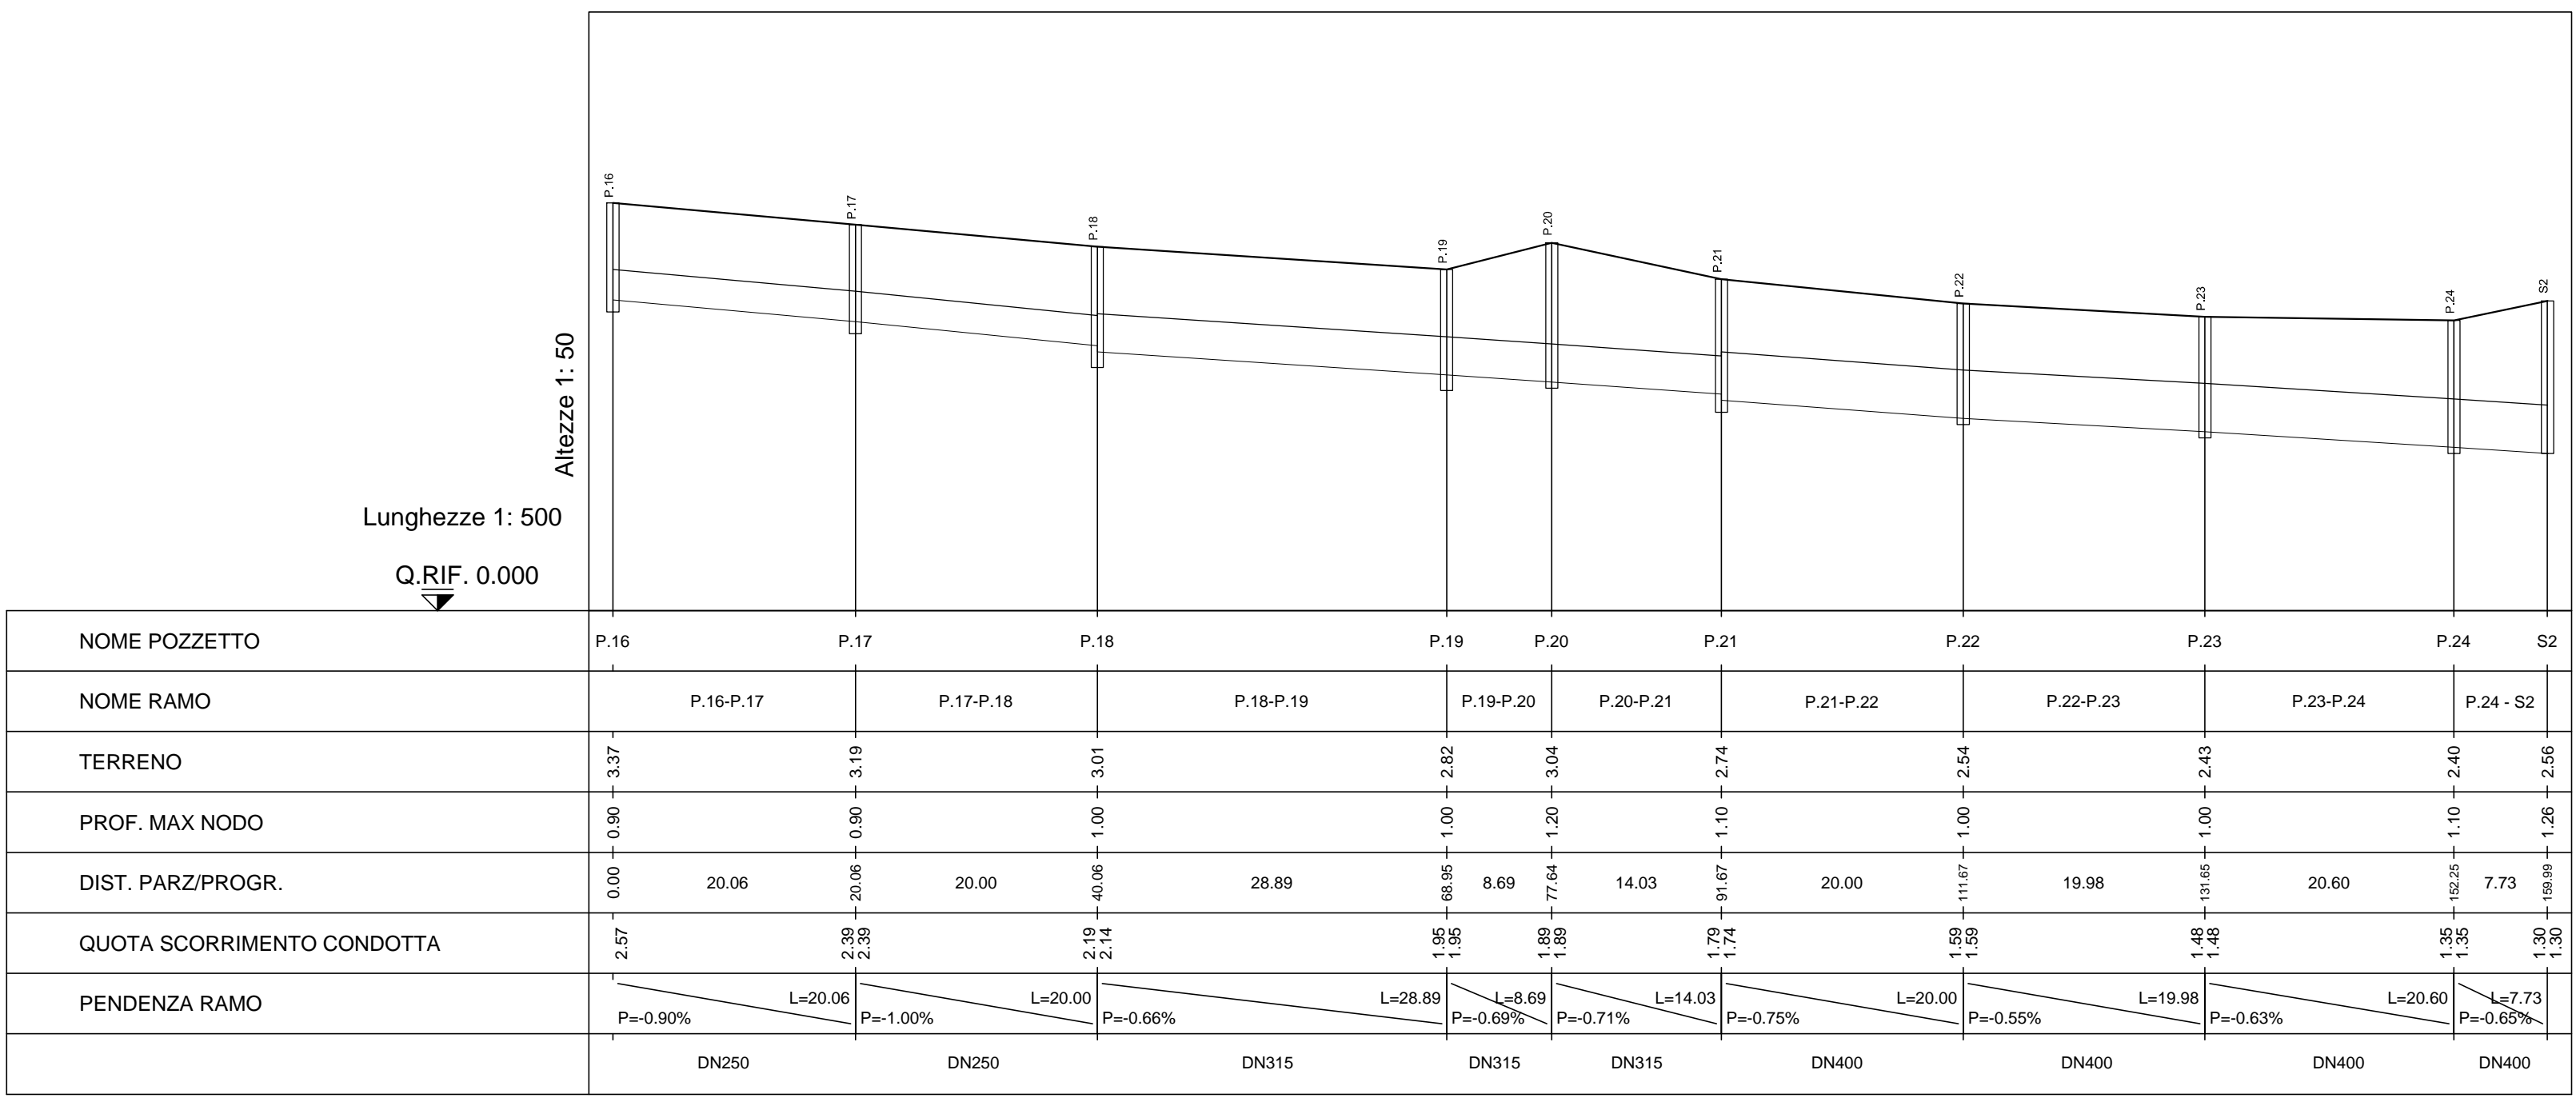 P.16
P.17
P.18
P.19
P.20
P.21
P.22
P.23
P.24
S2
Altezze 1: 50
Lunghezze 1: 500
Q.RIF. 0.000
NOME POZZETTO P.16 P.17 P.18 P.19 P.20 P.21 P.22 P.23 P.24 S2
NOME RAMO P.16-P.17 P.17-P.18 P.18-P.19 P.19-P.20 P.20-P.21 P.21-P.22 P.22-P.23 P.23-P.24 P.24 - S2
TERRENO 3.37 3.19 3.01 2.82 3.04 2.74 2.54 2.43 2.40 2.56
PROF. MAX NODO 0.90 0.90 1.00 1.00 1.20 1.10 1.00 1.00 1.10 1.26
DIST. PARZ/PROGR. 0.00 20.06 20.06 20.00 40.06 28.89 68.95 8.69 77.64 14.03 91.67 20.00 111.67 19.98 131.65 20.60 152.25 7.73 159.99
QUOTA SCORRIMENTO CONDOTTA 2.57 2.39 2.39 2.19 2.14 1.95 1.95 1.89 1.89 1.79 1.74 1.59 1.59 1.48 1.48 1.35 1.35 1.30 1.30
PENDENZA RAMO L=20.06 L=20.00 L=28.89 L=8.69 L=14.03 L=20.00 L=19.98 L=20.60 L=7.73
P=-0.90% P=-1.00% P=-0.66% P=-0.69% P=-0.71% P=-0.75% P=-0.55% P=-0.63% P=-0.65%
DN250 DN250 DN315 DN315 DN315 DN400 DN400 DN400 DN400